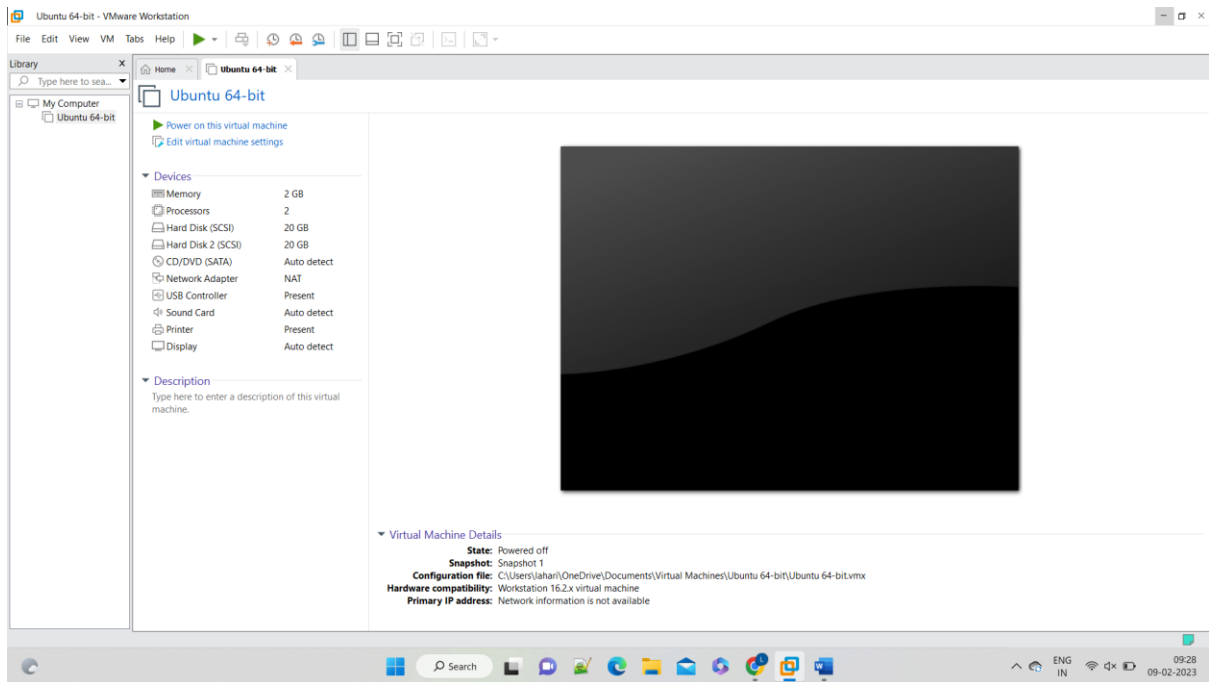 Ubuntu 64-bit - VMware Workstation
File Edit View VM Tabs Help
Library X
Home
Ubuntu 64-bit
Type here to sea...
My Computer
Ubuntu 64-bit
Ubuntu 64-bit
Power on this virtual machine
Edit virtual machine settings
Devices
Memory 2 GB
Processors 2
Hard Disk (SCSI) 20 GB
Hard Disk 2 (SCSI) 20 GB
CD/DVD (SATA) Auto detect
Network Adapter NAT
USB Controller Present
Sound Card Auto detect
Printer Present
Display Auto detect
Description
Type here to enter a description of this virtual
machine.
Virtual Machine Details
State: Powered off
Snapshot: Snapshot 1
Configuration file: C:\Users\lahari\OneDrive\Documents\Virtual Machines\Ubuntu 64-bit\Ubuntu 64-bit.vmx
Hardware compatibility: Workstation 16.2.x virtual machine
Primary IP address: Network information is not available
Search
ENG
IN
09:28
09-02-2023